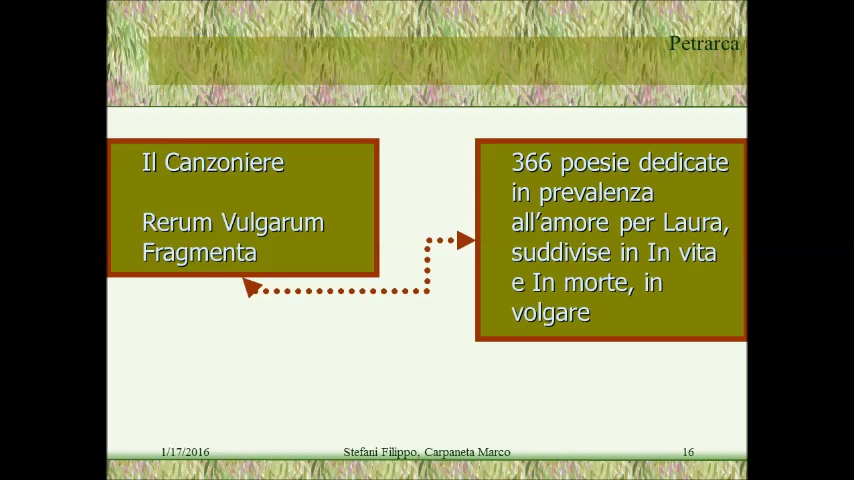 Petrarca
Il Canzoniere
Rerum Vulgarum
Fragmenta
366 poesie dedicate
in prevalenza
all’amore per Laura,
suddivise in In vita
e In morte, in
volgare
1/17/2016
Stefani Filippo, Carpaneta Marco
16